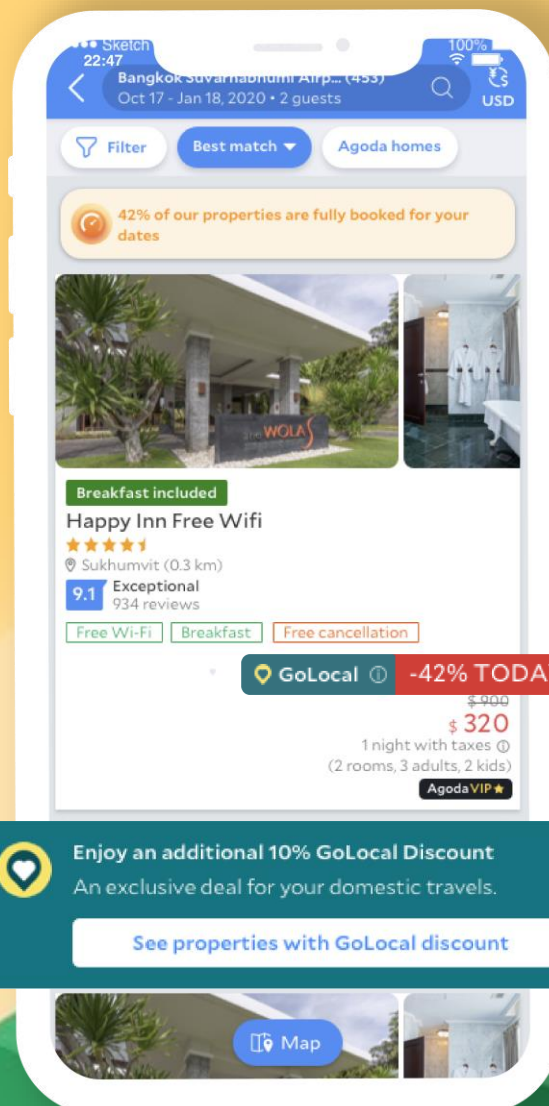 Sketch
100%
22:47
Bangkok Suvarnabhumi Airp... (453)
Oct 17 - Jan 18, 2020 • 2 guests
USD
Filter
Best match
Agoda homes
42% of our properties are fully booked for your
dates
WOLAS
Breakfast included
Happy Inn Free Wifi
Sukhumvit (0.3 km)
9.1
Exceptional
934 reviews
Free Wi-Fi
Breakfast
Free cancellation
GoLocal
-42% TODAY
$ 900
$ 320
1 night with taxes
(2 rooms, 3 adults, 2 kids)
AgodaVIP
Enjoy an additional 10% GoLocal Discount
An exclusive deal for your domestic travels.
See properties with GoLocal discount
Map